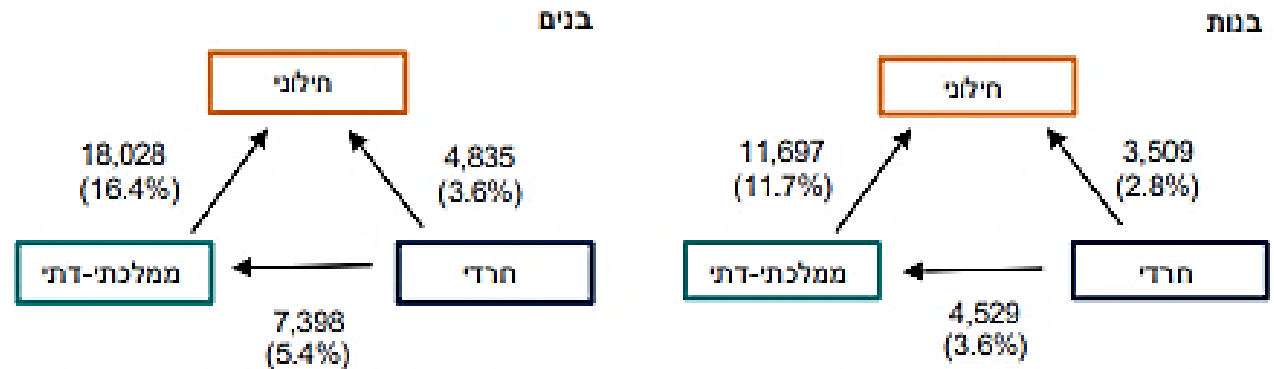 בנות
חילוני
3,509
(2.8%)
11,697
(11.7%)
חרדי
ממלכתי-דתי
4,529
(3.6%)
בנים
חילוני
4,835
(3.6%)
18,028
(16.4%)
חרדי
ממלכתי-דתי
7,398
(5.4%)